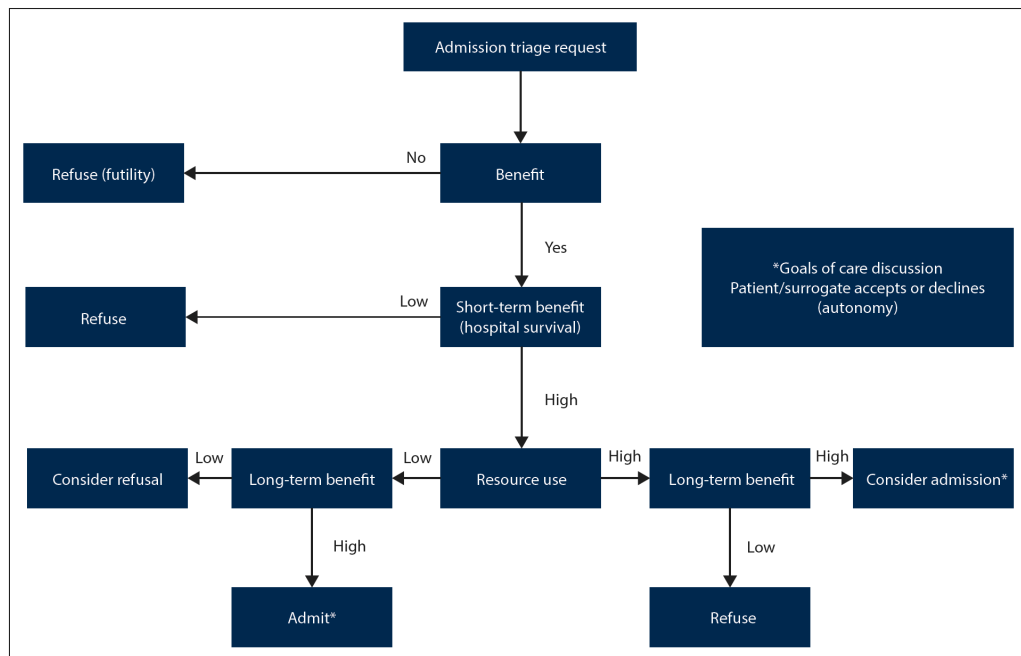 Admission triage request
No
Refuse (futility)
Benefit
Yes
*Goals of care discussion
Patient/surrogate accepts or declines
(autonomy)
Low
Refuse
Short-term benefit
(hospital survival)
High
Low
Low
High
High
Consider refusal
Long-term benefit
Resource use
Long-term benefit
Consider admission*
High
Low
Admit*
Refuse